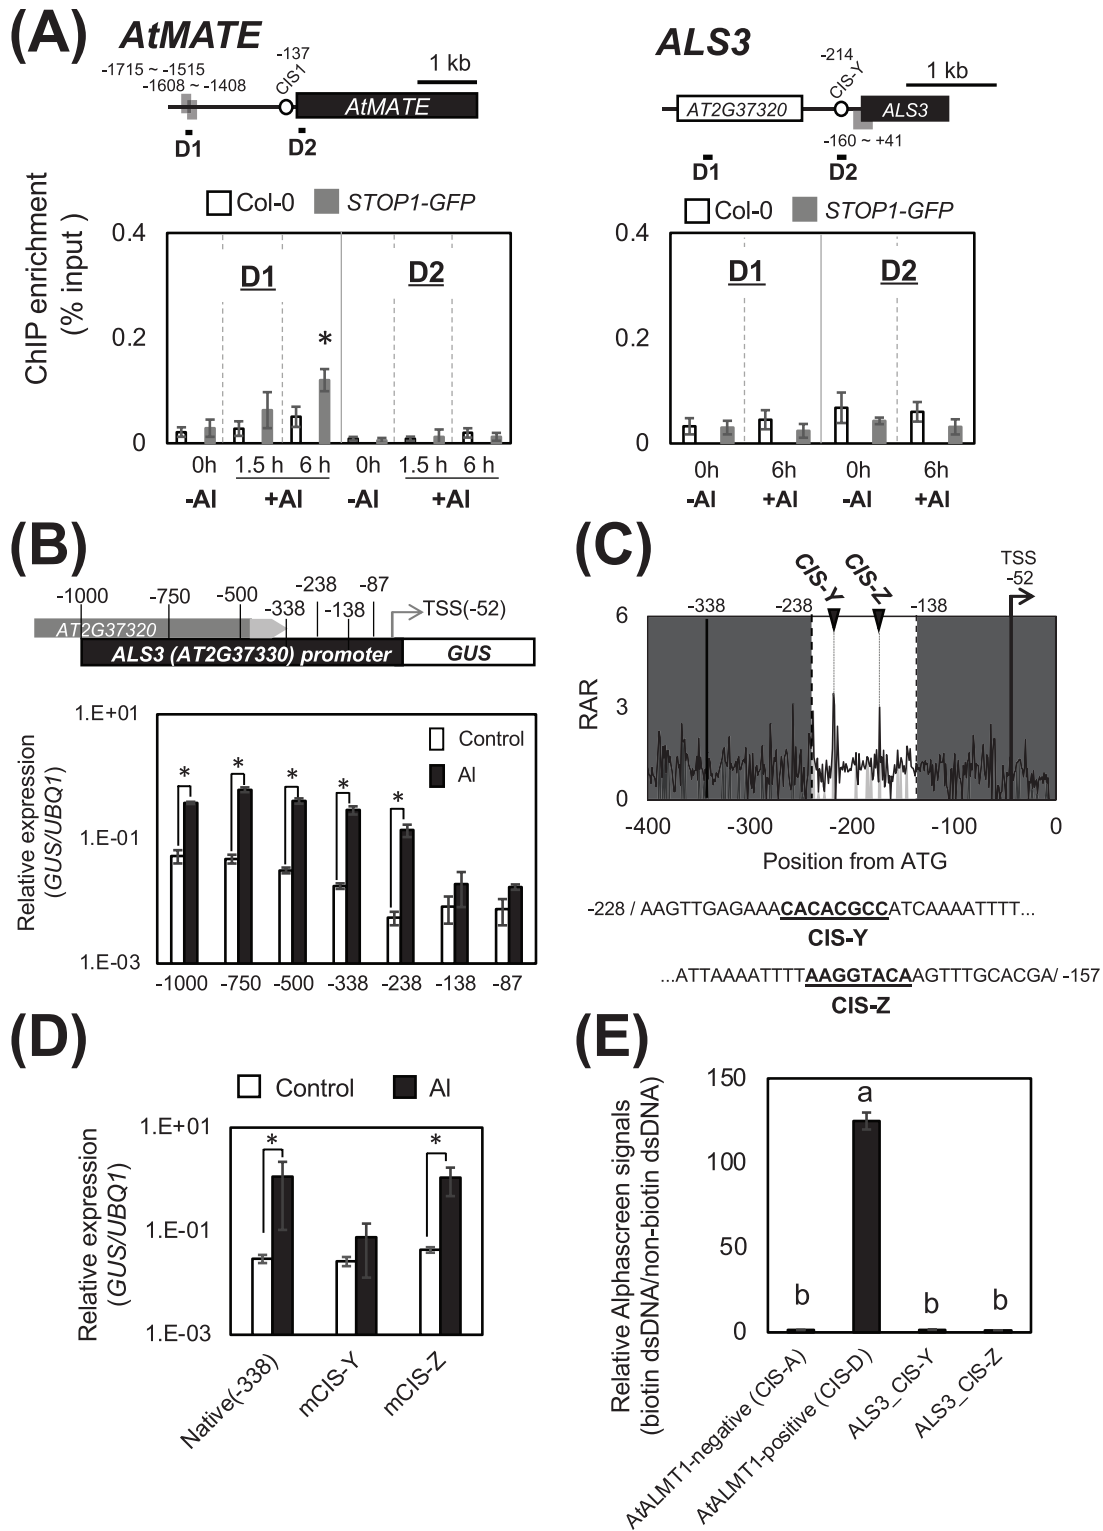 (A)
AtMATE
-1715 ~ -1515
-1608 ~ -1408
-137
CIS1
1 kb
AtMATE
D1
D2
ALS3
-214
CIS-Y
1 kb
AT2G37320
ALS3
-160 ~ +41
D1
D2
Col-0
STOP1-GFP
ChIP enrichment
(% input )
0.4
0.2
0
D1
D2
*
0h
1.5 h
6 h
0h
1.5 h
6 h
-Al
+Al
-Al
+Al
Col-0
STOP1-GFP
0.4
0.2
0
D1
D2
0h
6h
0h
6h
-Al
+Al
-Al
+Al
(B)
-1000
-750
-500
-338
-238
-138
-87
TSS(-52)
AT2G37320
ALS3 (AT2G37330) promoter
GUS
Relative expression
(GUS/UBQ1)
1.E+01
1.E-01
1.E-03
Control
Al
*
*
*
*
*
-1000
-750
-500
-338
-238
-138
-87
(C)
CIS-Y
CIS-Z
TSS
-52
-338
-238
-138
RAR
6
3
0
-400
-300
-200
-100
0
Position from ATG
-228 / AAGTTGAGAAACACACGCCATCAAAATTTT...
CIS-Y
...ATTAAAATTTTAAGGTACAAGTTTGCACGA/ -157
CIS-Z
(D)
Control
Al
Relative expression
(GUS/UBQ1)
1.E+01
1.E-01
1.E-03
*
*
Native(-338)
mCIS-Y
mCIS-Z
(E)
Relative Alphascreen signals
(biotin dsDNA/non-biotin dsDNA)
150
100
50
0
b
a
b
b
AtALMT1-negative (CIS-A)
AtALMT1-positive (CIS-D)
ALS3_CIS-Y
ALS3_CIS-Z